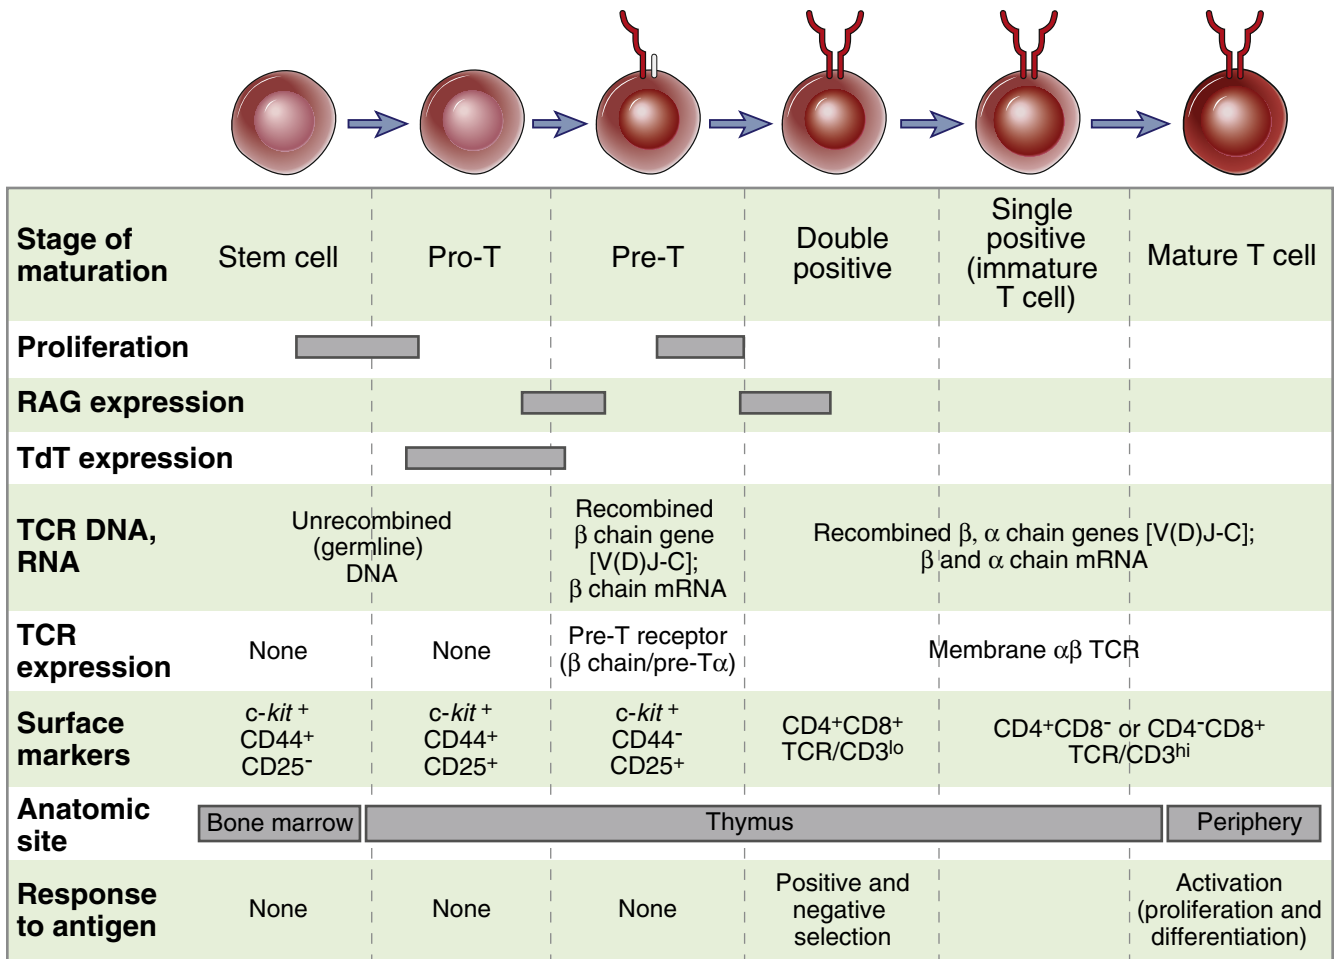 Stage of
maturation
Stem cell
Pro-T
Pre-T
Double
positive
Single
positive
(immature
T cell)
Mature T cell
Proliferation
RAG expression
TdT expression
TCR DNA,
RNA
Unrecombined
(germline)
DNA
Recombined
β chain gene
[V(D)J-C];
β chain mRNA
Recombined β, α chain genes [V(D)J-C];
β and α chain mRNA
TCR
expression
None
None
Pre-T receptor
(β chain/pre-Tα)
Membrane αβ TCR
Surface
markers
c-kit +
CD44+
CD25-
c-kit +
CD44+
CD25+
c-kit +
CD44-
CD25+
CD4+CD8+
TCR/CD3lo
CD4+CD8- or CD4-CD8+
TCR/CD3hi
Anatomic
site
Bone marrow
Thymus
Periphery
Response
to antigen
None
None
None
Positive and
negative
selection
Activation
(proliferation and
differentiation)